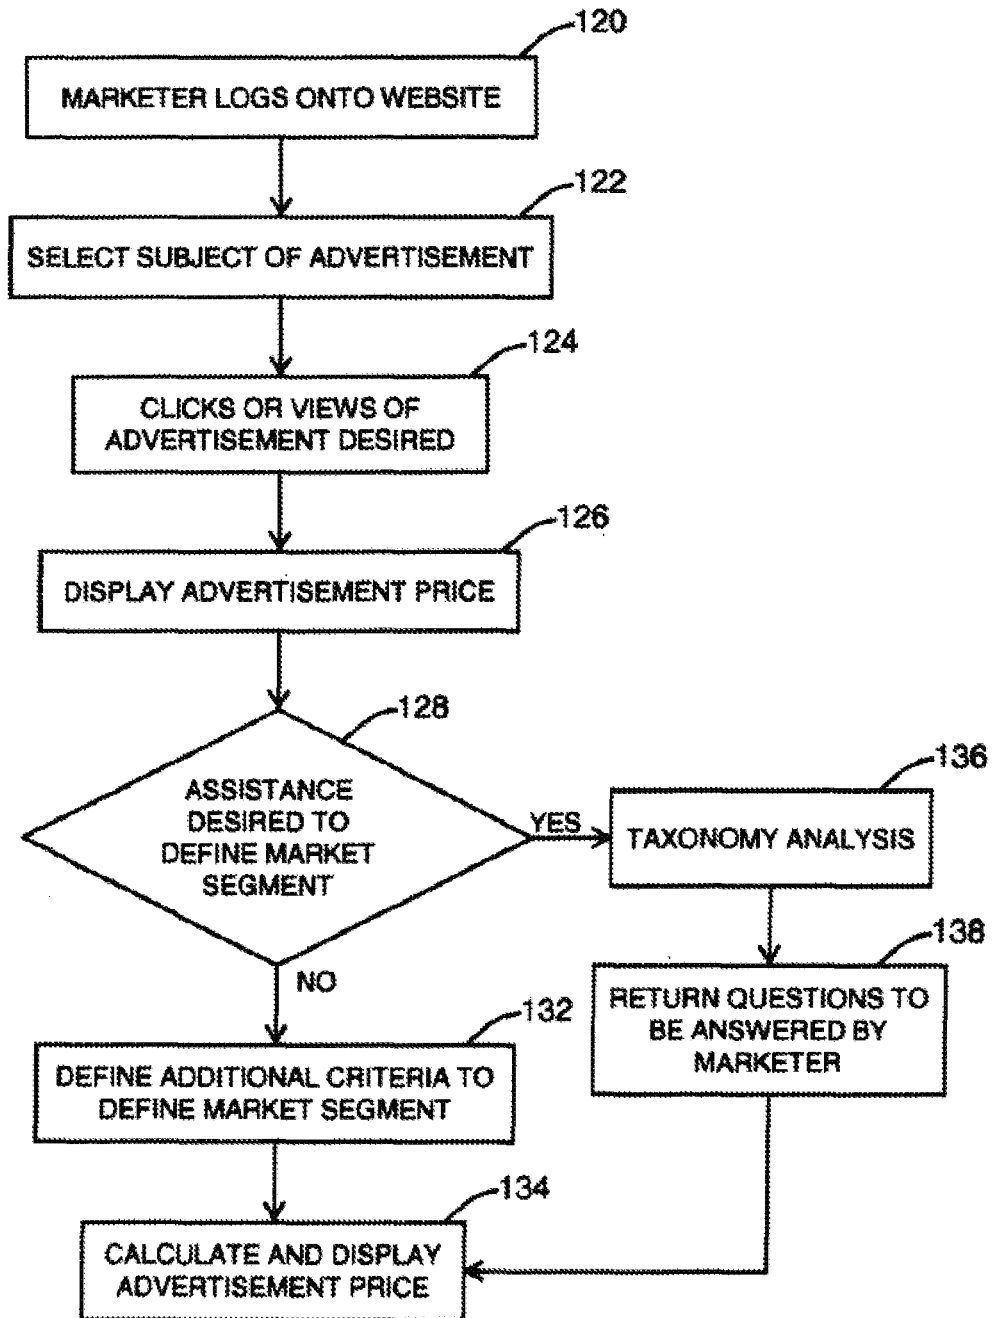 120
MARKETER LOGS ONTO WEBSITE
122
SELECT SUBJECT OF ADVERTISEMENT
124
CLICKS OR VIEWS OF
ADVERTISEMENT DESIRED
126
DISPLAY ADVERTISEMENT PRICE
128
ASSISTANCE
DESIRED TO
DEFINE MARKET
SEGMENT
YES
136
TAXONOMY ANALYSIS
138
RETURN QUESTIONS TO
BE ANSWERED BY
MARKETER
NO
132
DEFINE ADDITIONAL CRITERIA TO
DEFINE MARKET SEGMENT
134
CALCULATE AND DISPLAY
ADVERTISEMENT PRICE